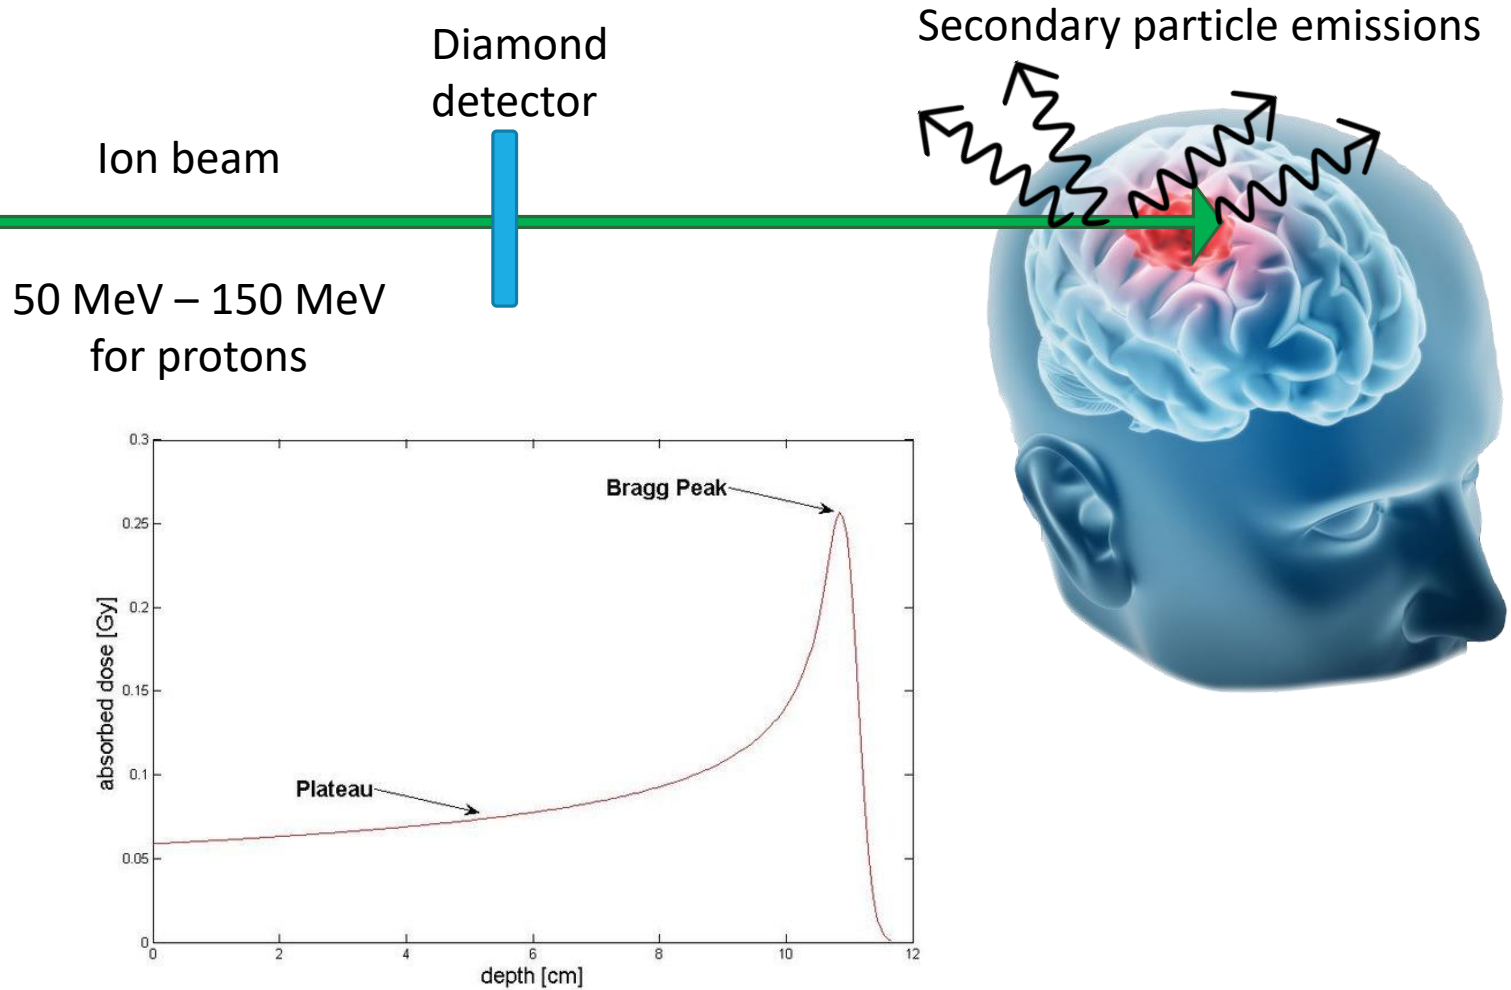 Secondary particle emissions
Diamond
detector
Ion beam
50 MeV – 150 MeV
for protons
0.3
0.25
0.2
0.15
0.1
0.05
0
absorbed dose [Gy]
Bragg Peak
Plateau
0 2 4 6 8 10 12
depth [cm]